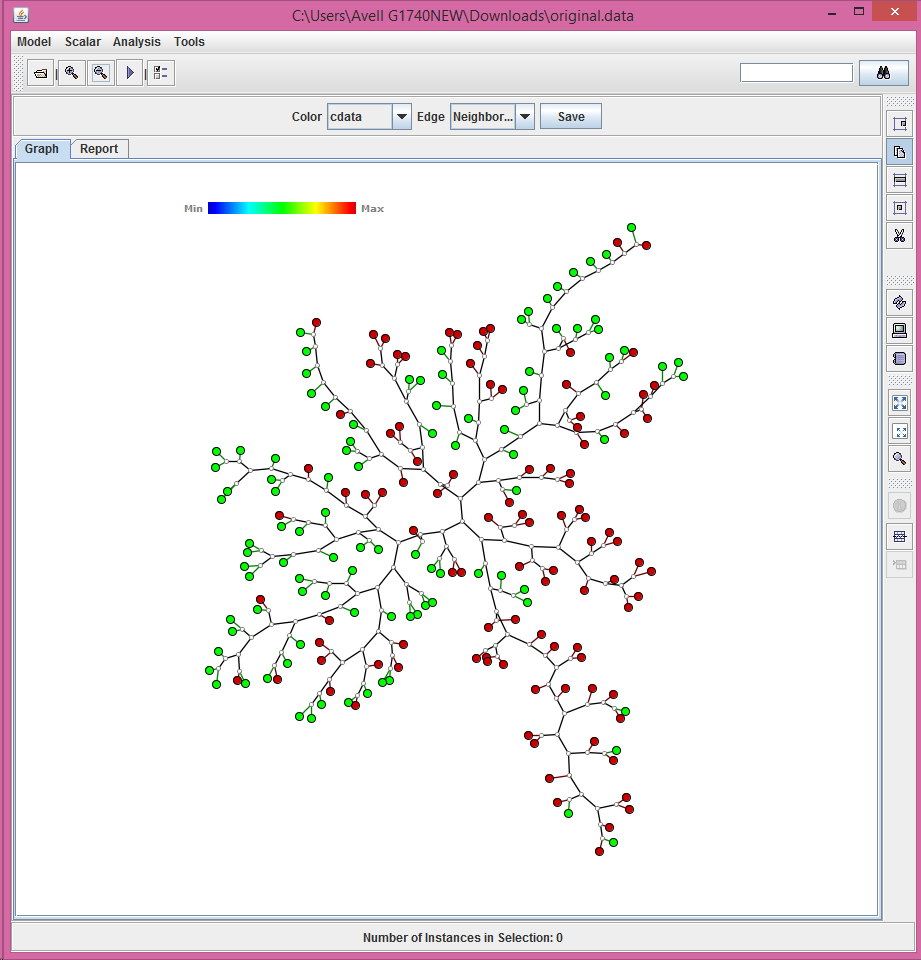 C:\Users\Avell G1740NEW\Downloads\original.data
Model Scalar Analysis Tools
Color cdata Edge Neighbor... Save
Graph Report
Min Max
Number of Instances in Selection: 0